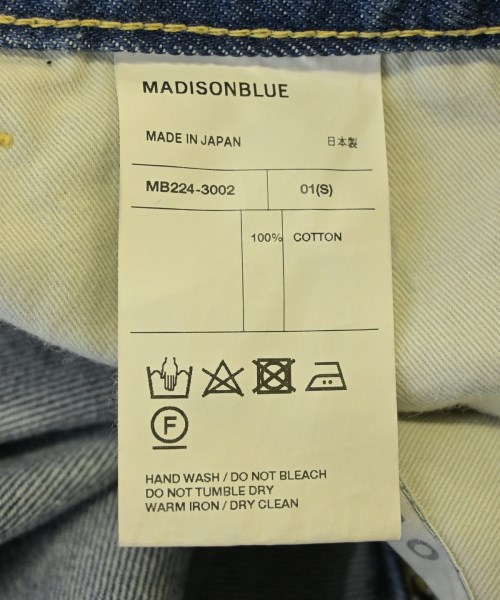 MADISONBLUE
MADE IN JAPAN 日本製
MB224-3002 01(S)
100% COTTON
F
HAND WASH / DO NOT BLEACH
DO NOT TUMBLE DRY
WARM IRON / DRY CLEAN